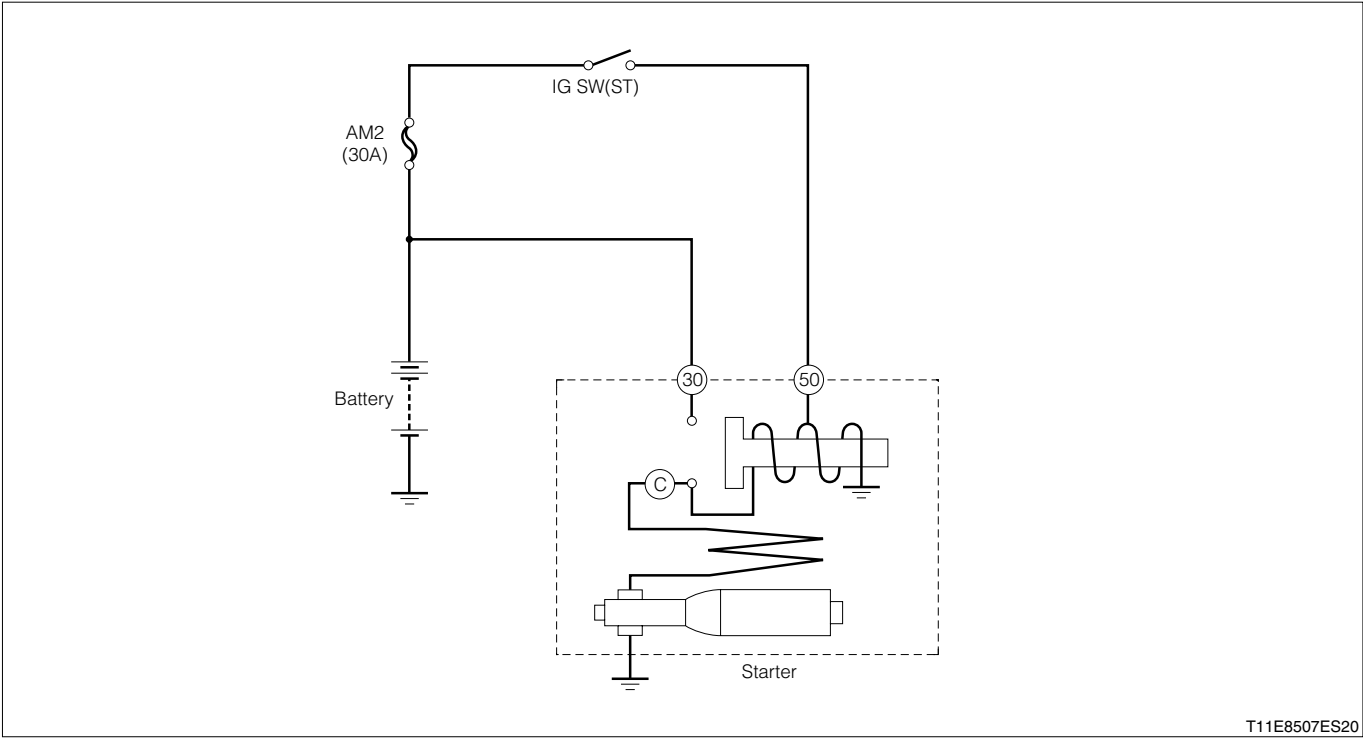 IG SW(ST)
AM2
(30A)
30
50
Battery
C
Starter
T11E8507ES20